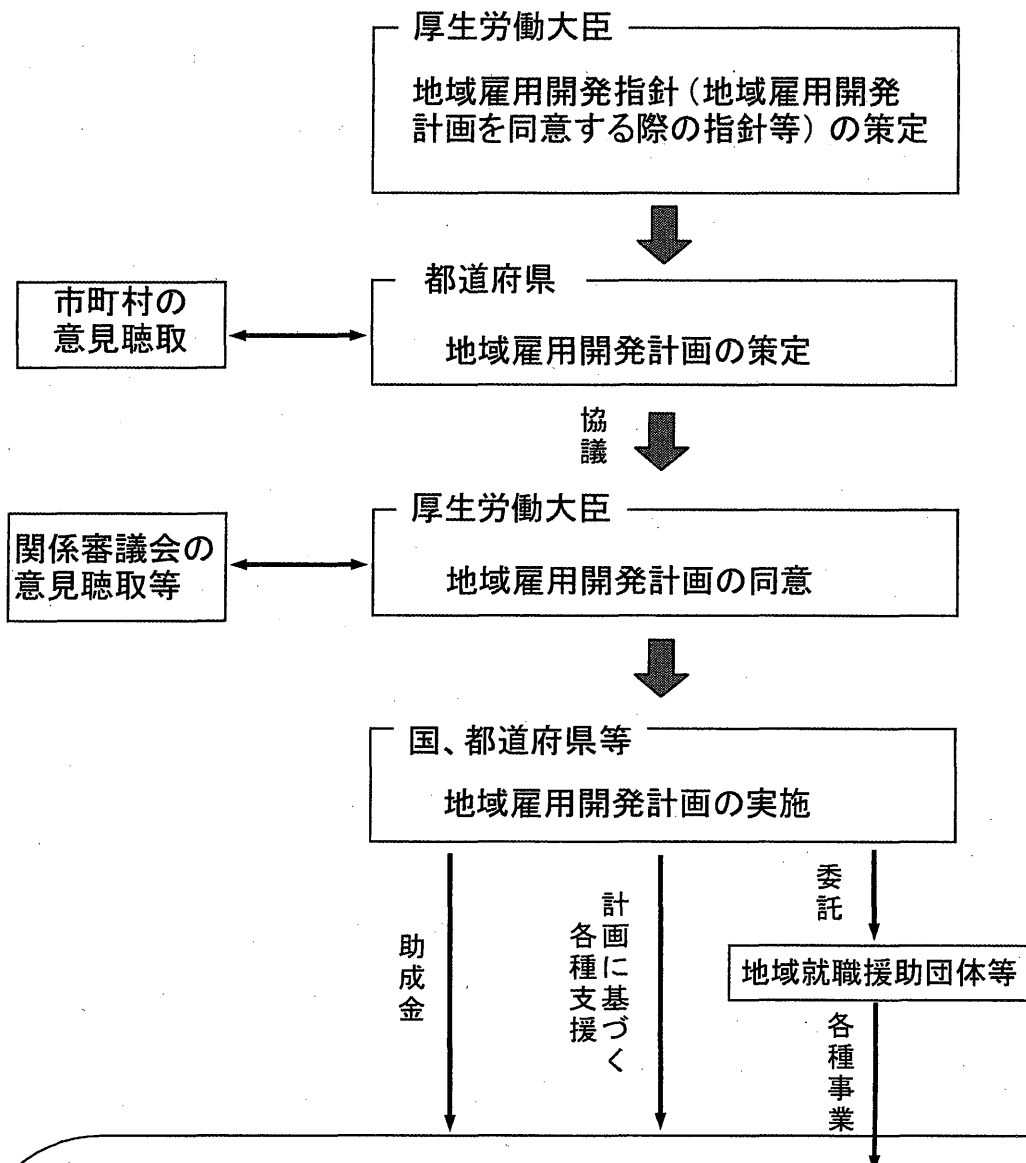 厚生労働大臣
地域雇用開発指針（地域雇用開発
計画を同意する際の指針等）の策定
都道府県
市町村の
意見聴取
地域雇用開発計画の策定
協議
厚生労働大臣
関係審議会の
意見聴取等
地域雇用開発計画の同意
国、都道府県等
地域雇用開発計画の実施
助成金
計画に基づく
各種支援
委託
地域就職援助団体等
各種事業